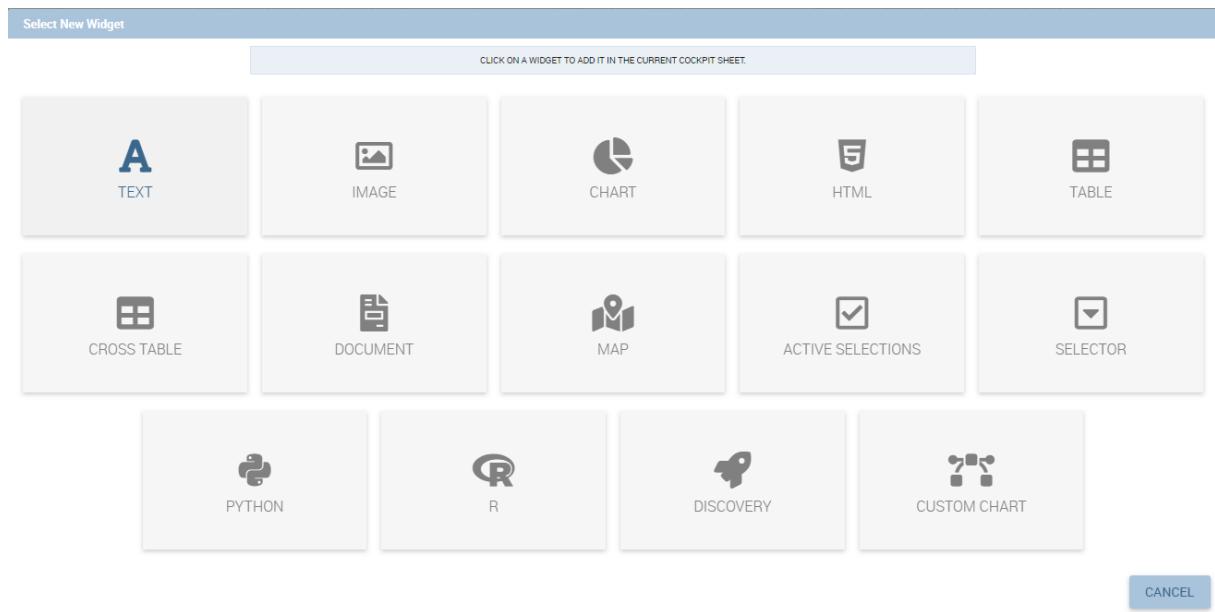 Select New Widget
CLICK ON A WIDGET TO ADD IT IN THE CURRENT COCKPIT SHEET.
TEXT
IMAGE
CHART
HTML
TABLE
CROSS TABLE
DOCUMENT
MAP
ACTIVE SELECTIONS
SELECTOR
PYTHON
R
DISCOVERY
CUSTOM CHART
CANCEL